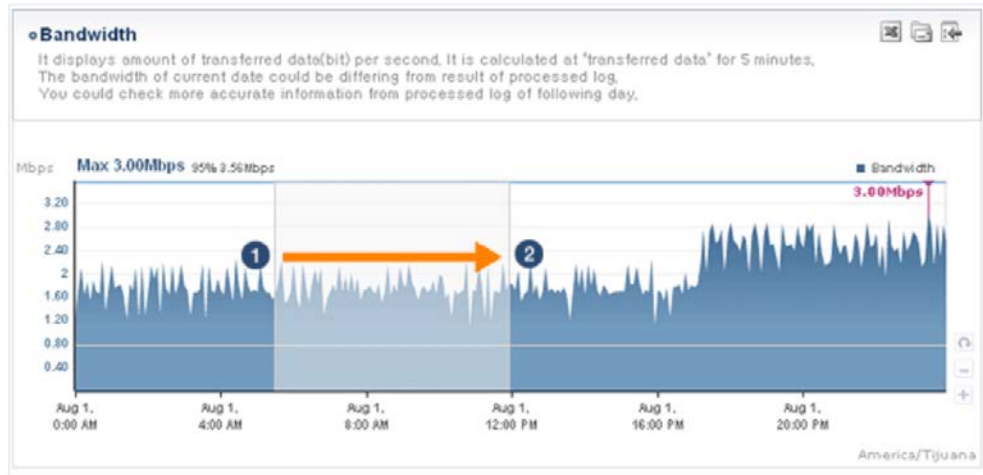 Bandwidth
It displays amount of transferred data(bit) per second, It is calculated at "transferred data" for 5 minutes,
The bandwidth of current date could be differing from result of processed log,
You could check more accurate information from processed log of following day,
Mbps Max 3.00Mbps 95% 3.56Mbps Bandwidth
3.00Mbps
3.20
2.80
2.40
2
1.60
1.20
0.80
0.40
1 2
Aug 1, Aug 1, Aug 1, Aug 1, Aug 1, Aug 1,
0:00 AM 4:00 AM 8:00 AM 12:00 PM 16:00 PM 20:00 PM
America/Tijuana